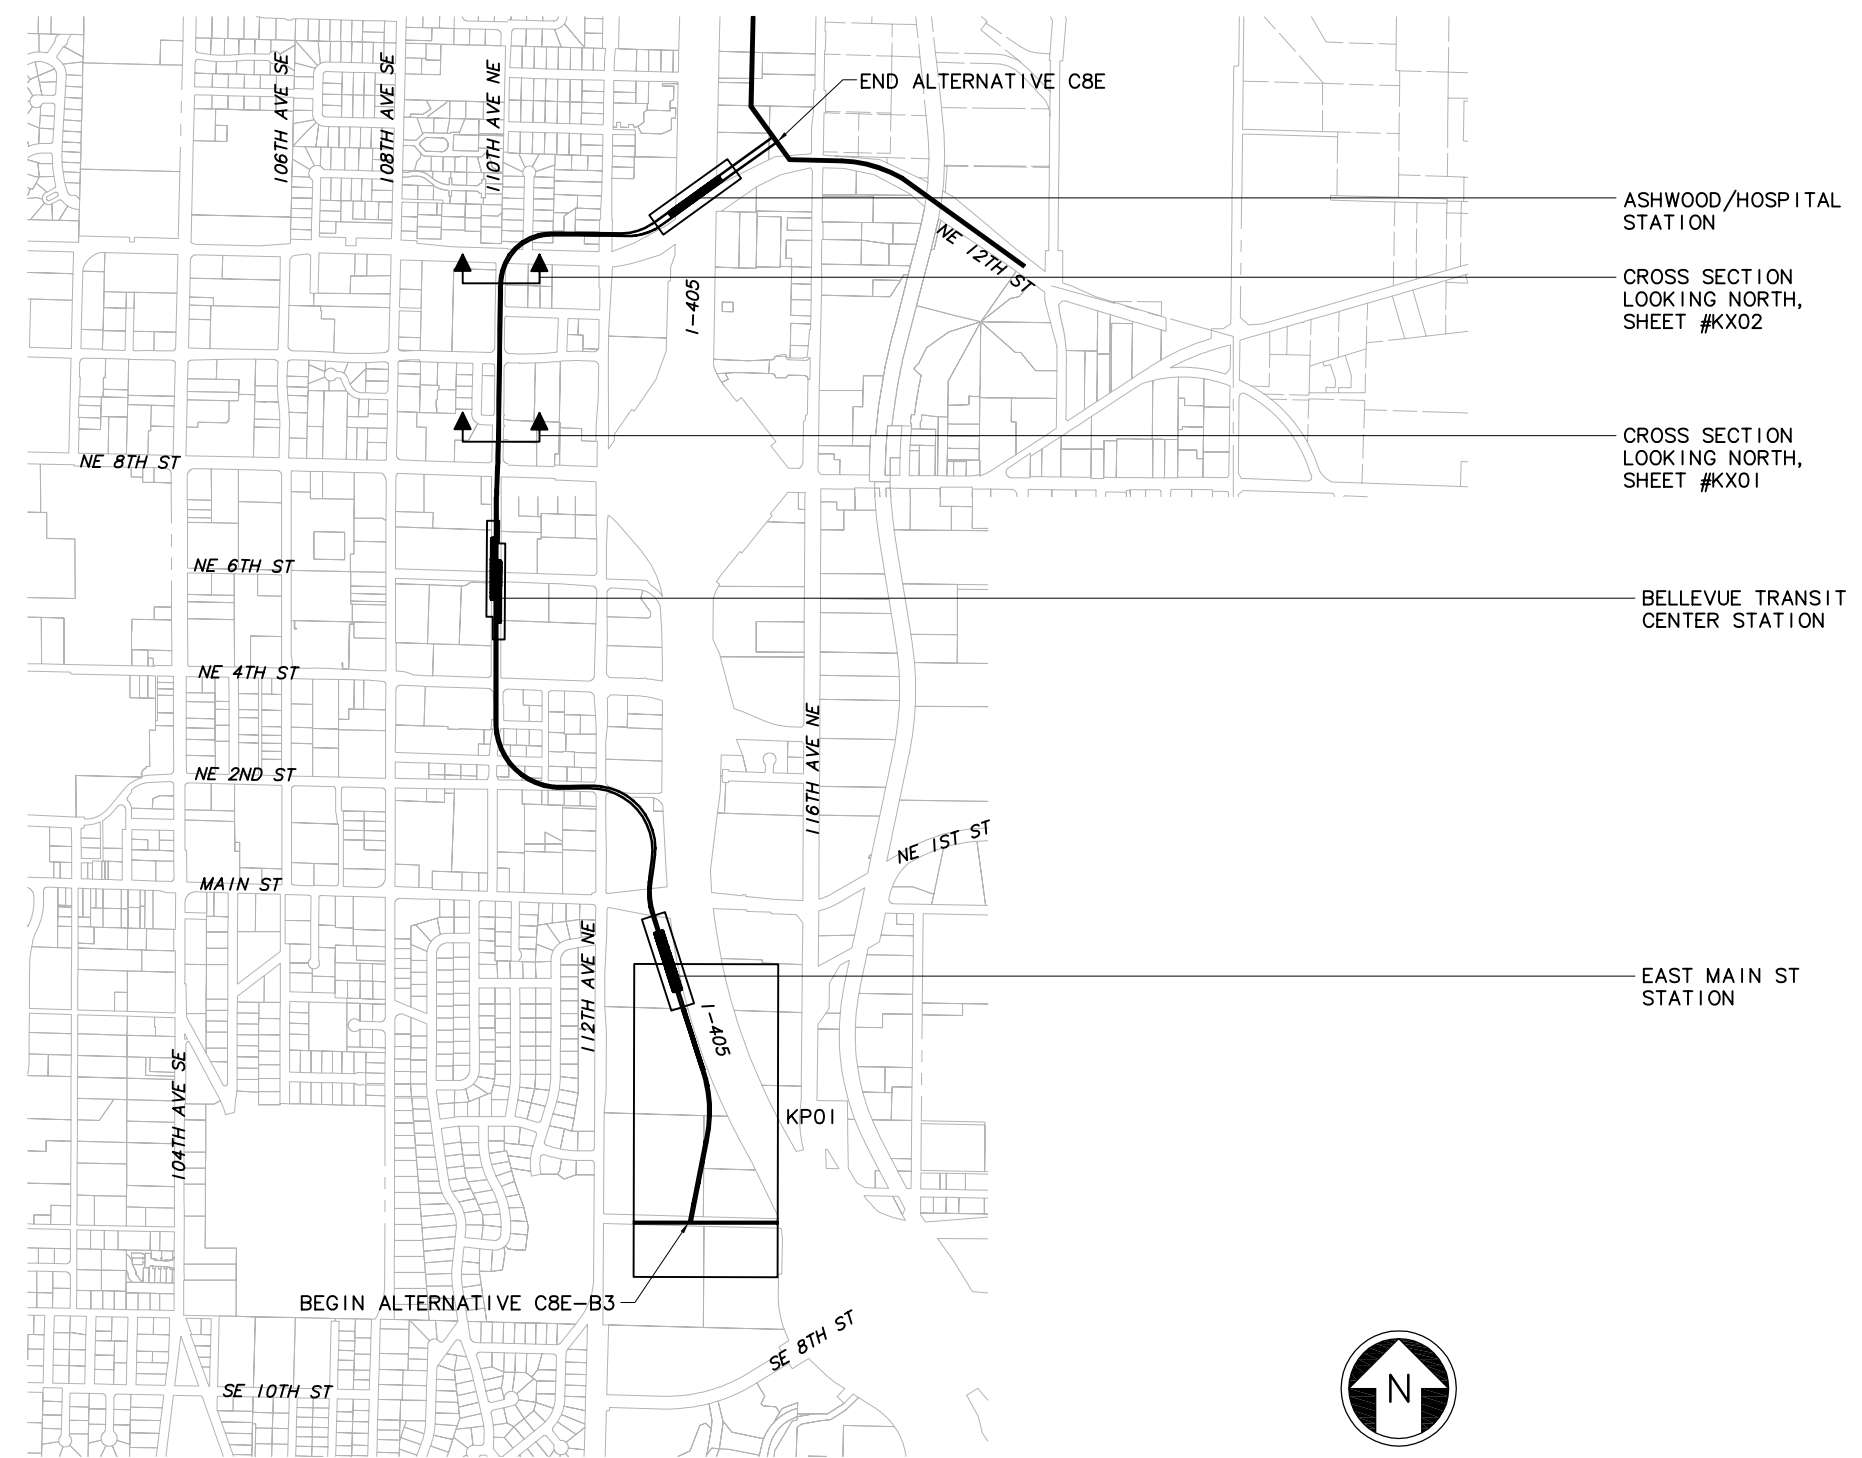 END ALTERNATIVE C8E
106TH AVE SE
108TH AVE SE
110TH AVE NE
ASHWOOD/HOSPITAL
STATION
NE 12TH ST
I-405
CROSS SECTION
LOOKING NORTH,
SHEET #KX02
CROSS SECTION
LOOKING NORTH,
SHEET #KX01
NE 8TH ST
NE 6TH ST
BELLEVUE TRANSIT
CENTER STATION
NE 4TH ST
116TH AVE NE
NE 2ND ST
NE 1ST ST
MAIN ST
112TH AVE NE
EAST MAIN ST
STATION
I-405
104TH AVE SE
KP01
BEGIN ALTERNATIVE C8E-B3
SE 8TH ST
SE 10TH ST
N